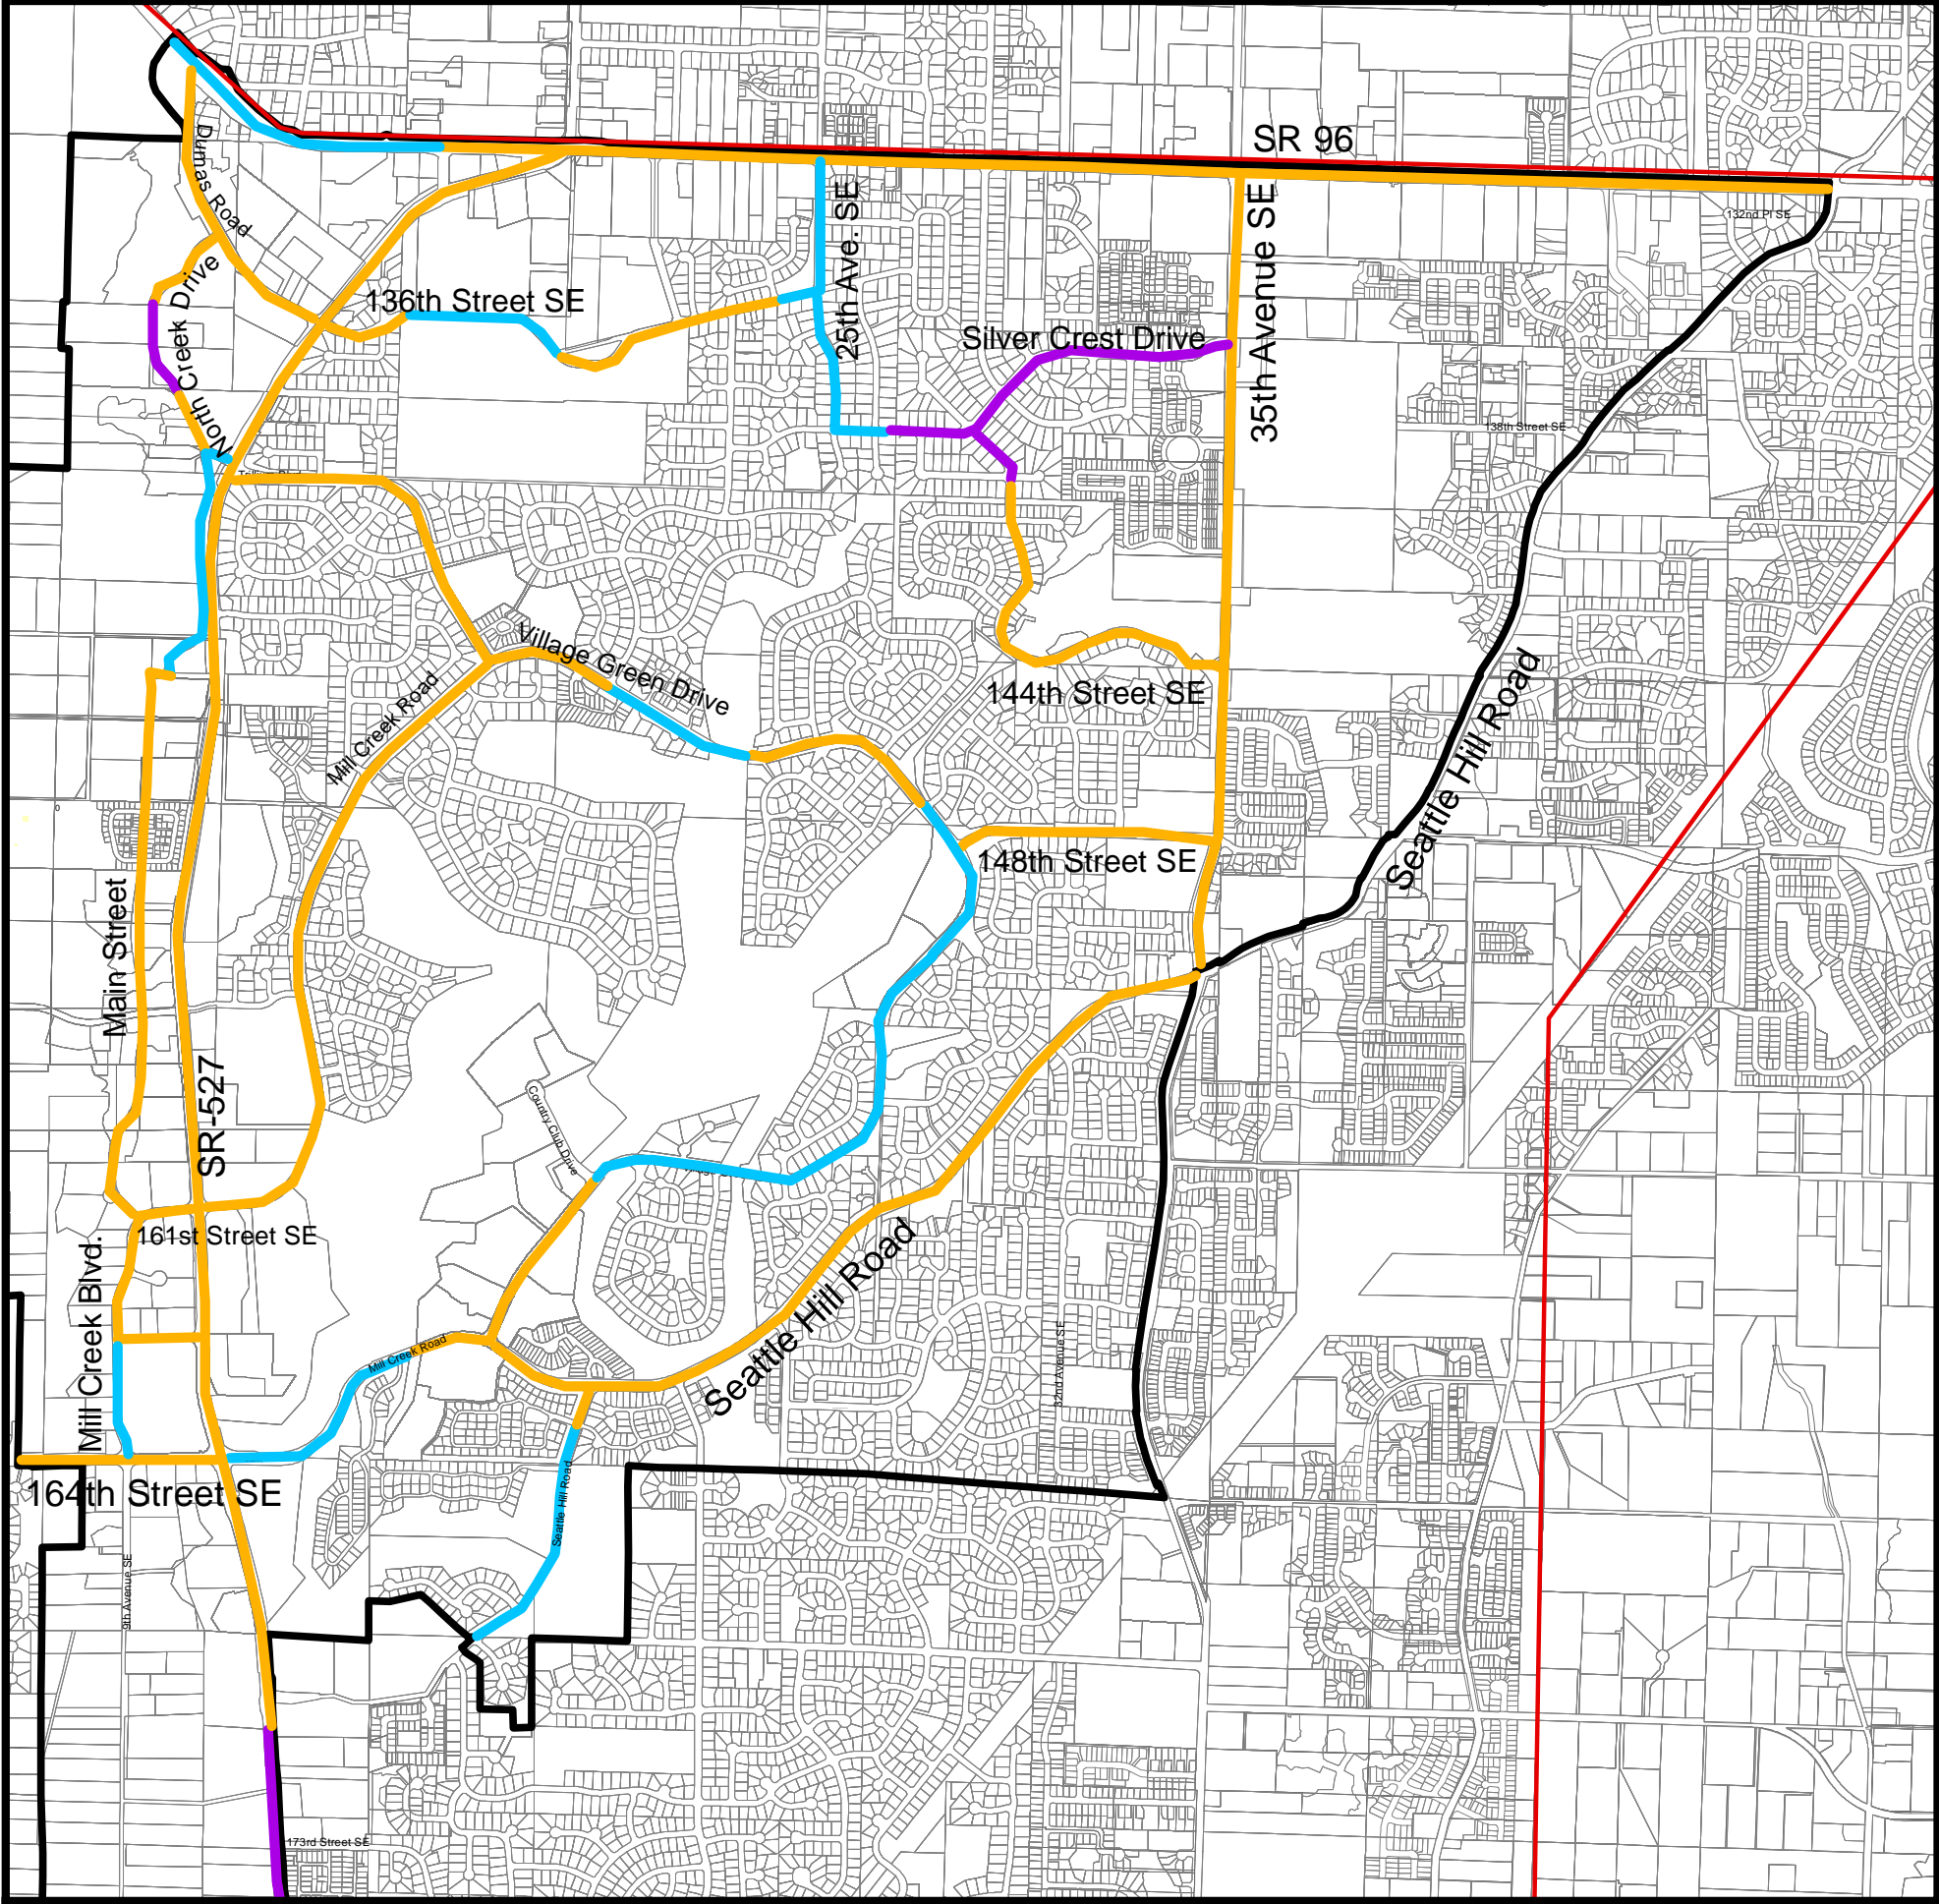 SR 96
Dumas Road
25th Ave. SE
35th Avenue SE
132nd Pl SE
North Creek Drive
136th Street SE
Silver Crest Drive
138th Street SE
Village Green Drive
Mill Creek Road
144th Street SE
Seattle Hill Road
148th Street SE
Main Street
SR-527
Country Club Drive
161st Street SE
Mill Creek Blvd.
Seattle Hill Road
Mill Creek Road
32nd Avenue SE
164th Street SE
Seattle Hill Road
9th Avenue SE
173rd Street SE